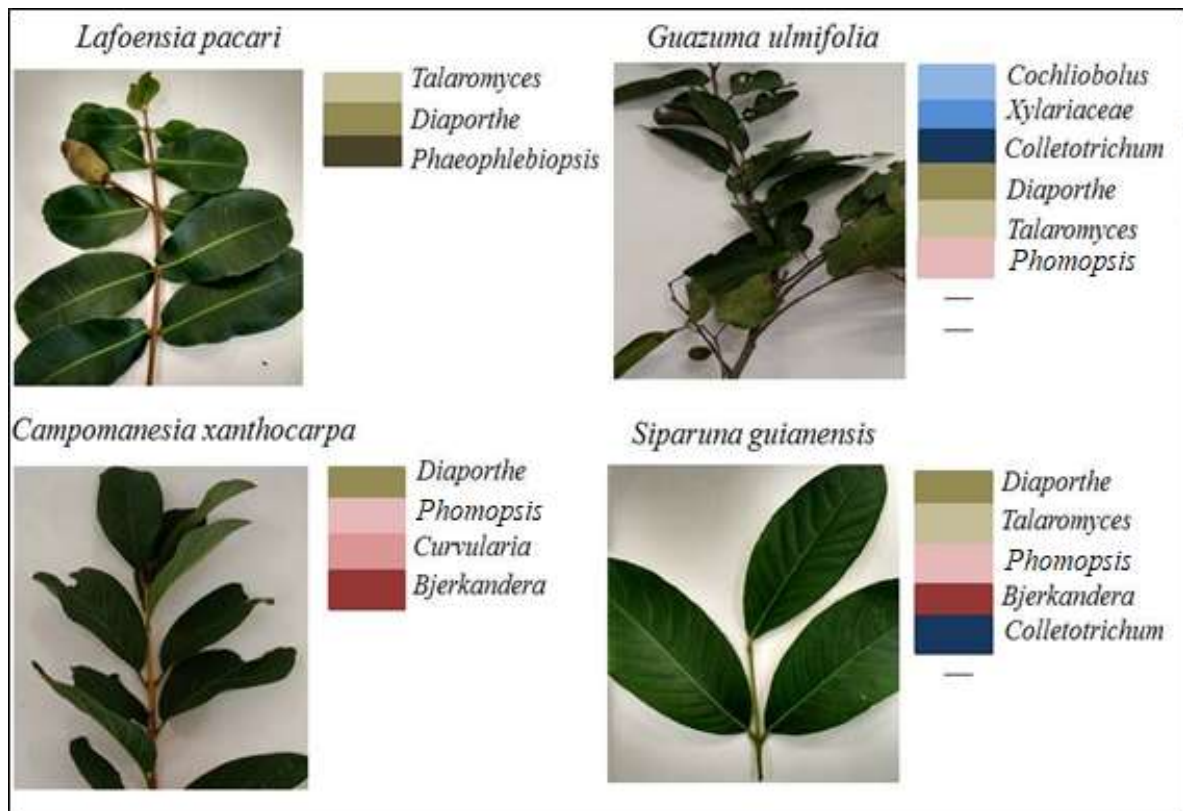 Lafoensia pacari
Talaromyces
Diaporthe
Phaeophlebiopsis
Guazuma ulmifolia
Cochliobolus
Xylariaceae
Colletotrichum
Diaporthe
Talaromyces
Phomopsis
Campomanesia xanthocarpa
Diaporthe
Phomopsis
Curvularia
Bjerkandera
Siparuna guianensis
Diaporthe
Talaromyces
Phomopsis
Bjerkandera
Colletotrichum